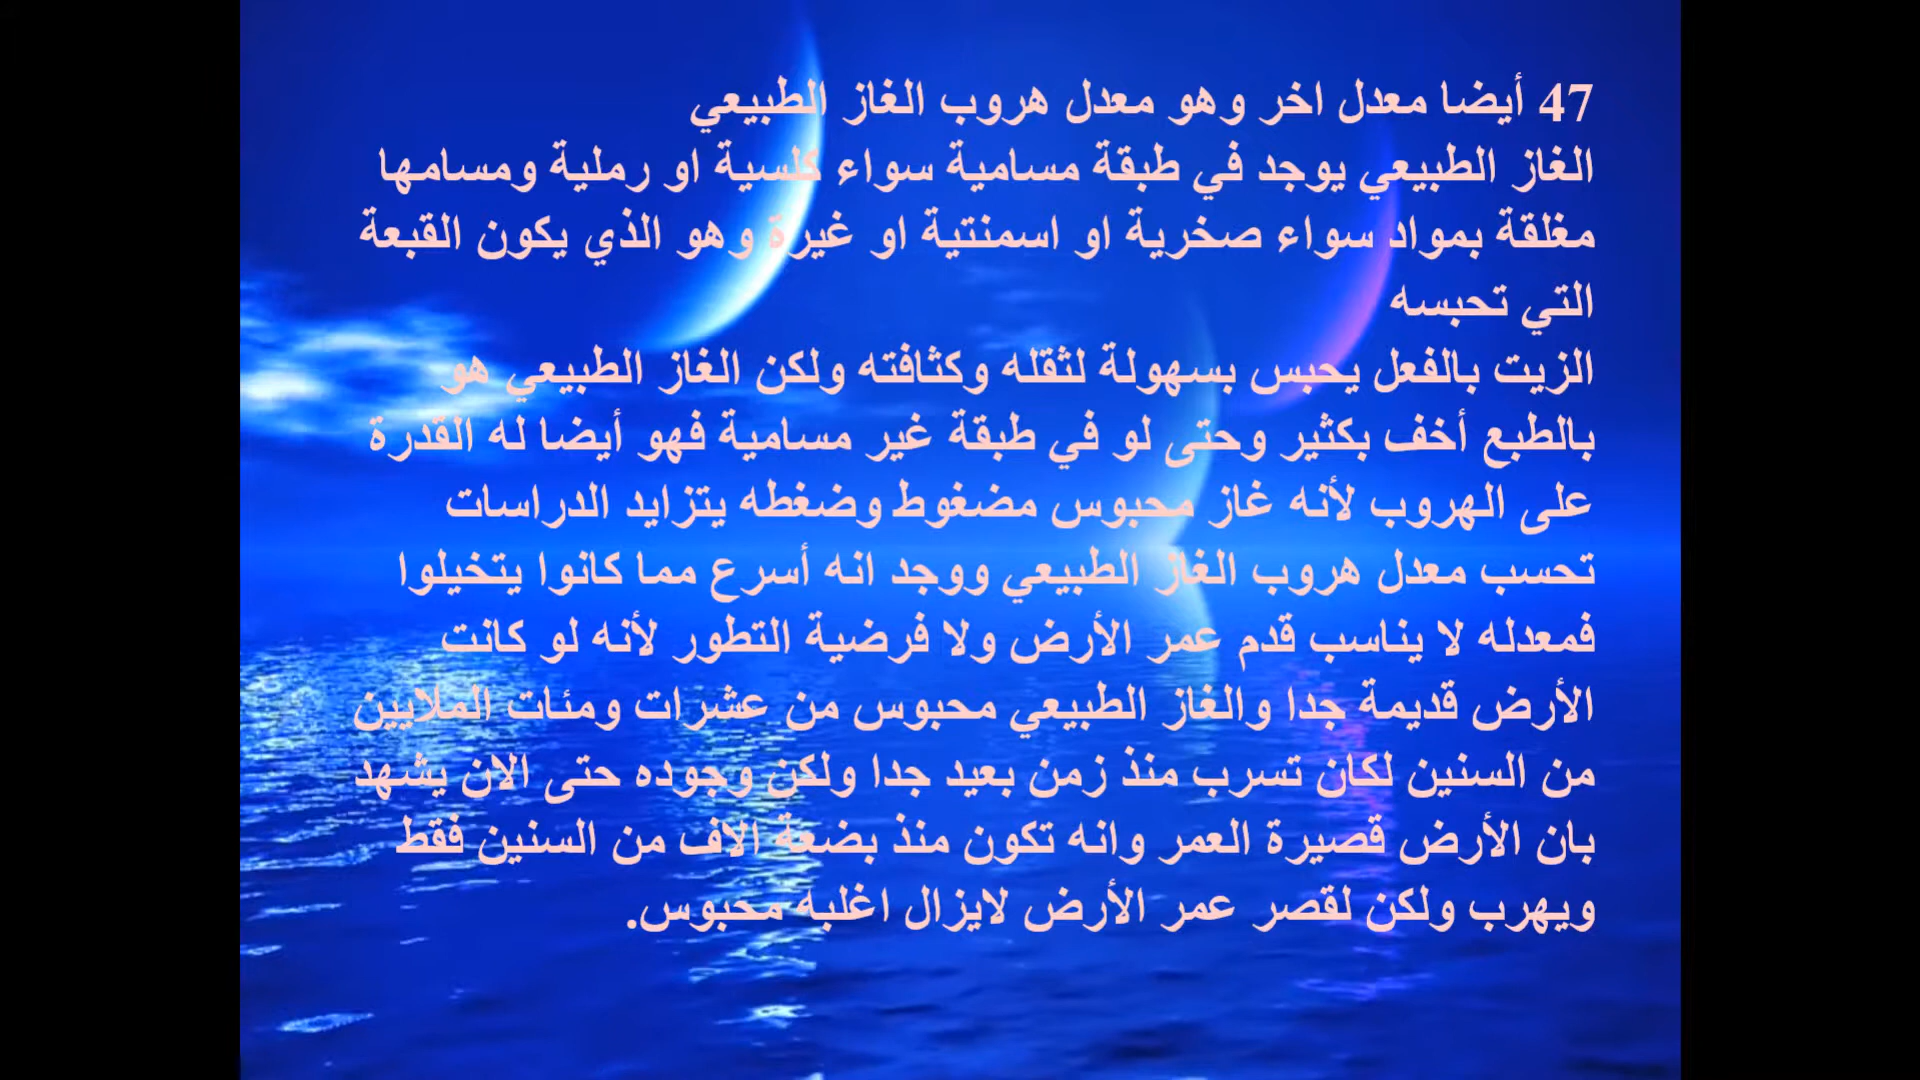 47 أيضا معدل اخر وهو معدل هروب الغاز الطبيعي
الغاز الطبيعي يوجد في طبقة مسامية سواء كلسية او رملية ومسامها
مغلقة بمواد سواء صخرية او اسمنتية او غيرة وهو الذي يكون القبعة
التي تحبسه
الزيت بالفعل يحبس بسهولة لثقله وكثافته ولكن الغاز الطبيعي هو
بالطبع أخف بكثير وحتى لو في طبقة غير مسامية فهو أيضا له القدرة
على الهروب لأنه غاز محبوس مضغوط وضغطه يتزايد الدراسات
تحسب معدل هروب الغاز الطبيعي ووجد انه أسرع مما كانوا يتخيلوا
فمعدله لا يناسب قدم عمر الأرض ولا فرضية التطور لأنه لو كانت
الأرض قديمة جدا والغاز الطبيعي محبوس من عشرات ومئات الملايين
من السنين لكان تسرب منذ زمن بعيد جدا ولكن وجوده حتى الان يشهد
بان الأرض قصيرة العمر وانه تكون منذ بضعة الاف من السنين فقط
ويهرب ولكن لقصر عمر الأرض لايزال اغلبه محبوس.